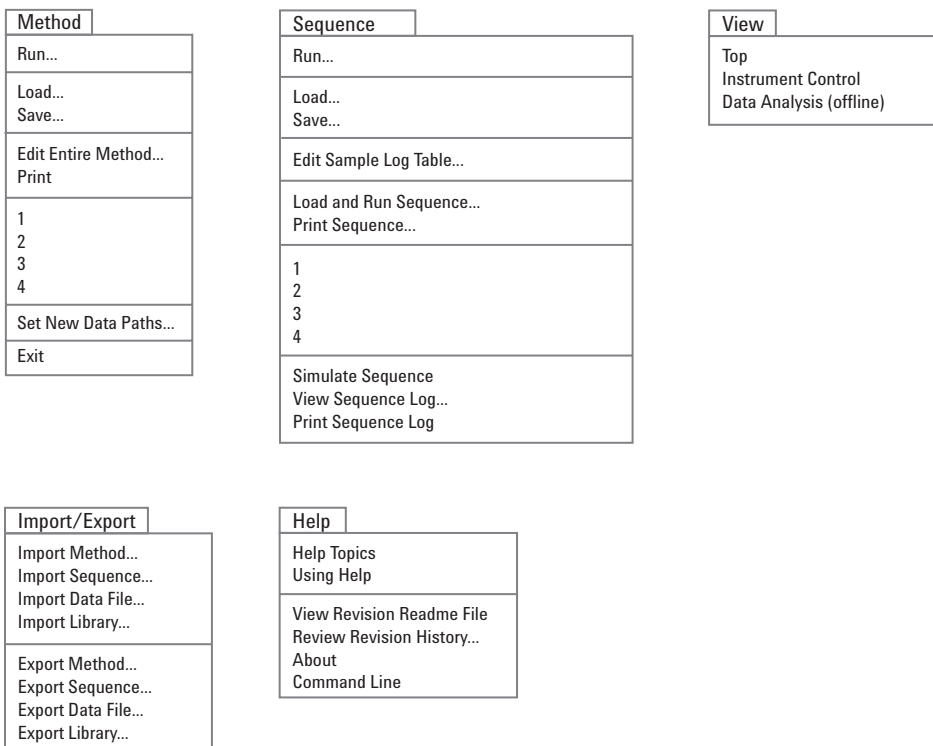 Method
Run...
Load...
Save...
Edit Entire Method...
Print
1
2
3
4
Set New Data Paths...
Exit
Sequence
Run...
Load...
Save...
Edit Sample Log Table...
Load and Run Sequence...
Print Sequence...
1
2
3
4
Simulate Sequence
View Sequence Log...
Print Sequence Log
View
Top
Instrument Control
Data Analysis (offline)
Import/Export
Import Method...
Import Sequence...
Import Data File...
Import Library...
Export Method...
Export Sequence...
Export Data File...
Export Library...
Help
Help Topics
Using Help
View Revision Readme File
Review Revision History...
About
Command Line